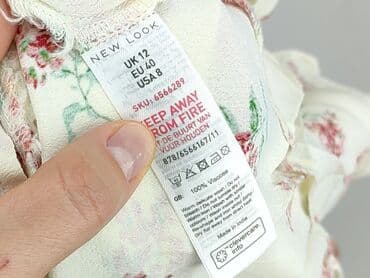 NEW LOOK
UK 12
EU 40
USA 8
SKU: 6566289
KEEP AWAY
FROM FIRE
UIT DE BUURT VAN
VUUR HOUDEN
878/6566167/11
GB: 100% Viscose
Made in India
clevercare.
info